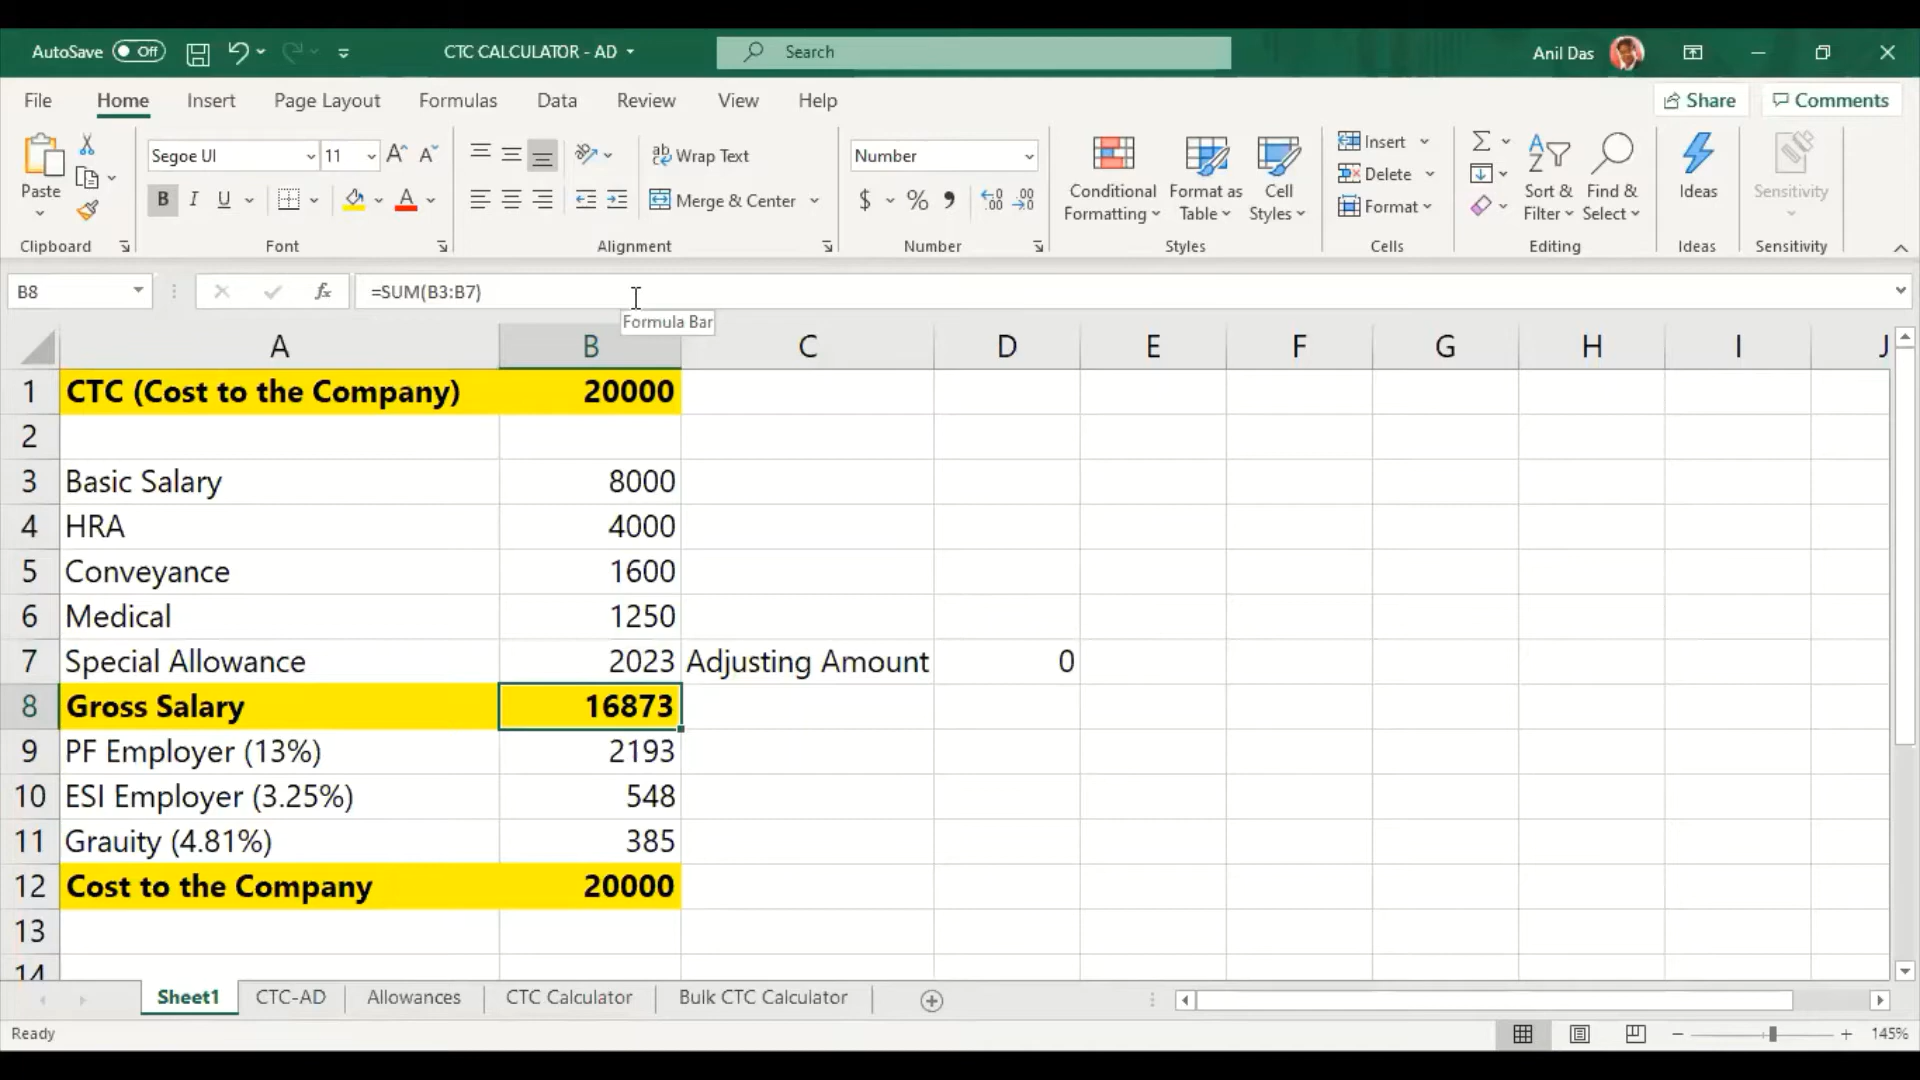 AutoSave Off CTC CALCULATOR - AD Search Anil Das
File Home Insert Page Layout Formulas Data Review View Help Share Comments
Paste
Clipboard
Segoe UI 11
B I U
Font
Wrap Text
Merge & Center
Alignment
Number
$ % ,
Number
Conditional Formatting
Format as Table
Cell Styles
Styles
Insert
Delete
Format
Cells
Sort & Filter
Find & Select
Editing
Ideas
Ideas
Sensitivity
Sensitivity
B8 fx =SUM(B3:B7)
Formula Bar
A B C D E F G H I J
1 CTC (Cost to the Company) 20000
2
3 Basic Salary 8000
4 HRA 4000
5 Conveyance 1600
6 Medical 1250
7 Special Allowance 2023 Adjusting Amount 0
8 Gross Salary 16873
9 PF Employer (13%) 2193
10 ESI Employer (3.25%) 548
11 Grauity (4.81%) 385
12 Cost to the Company 20000
13
14
Sheet1 CTC-AD Allowances CTC Calculator Bulk CTC Calculator
Ready 145%